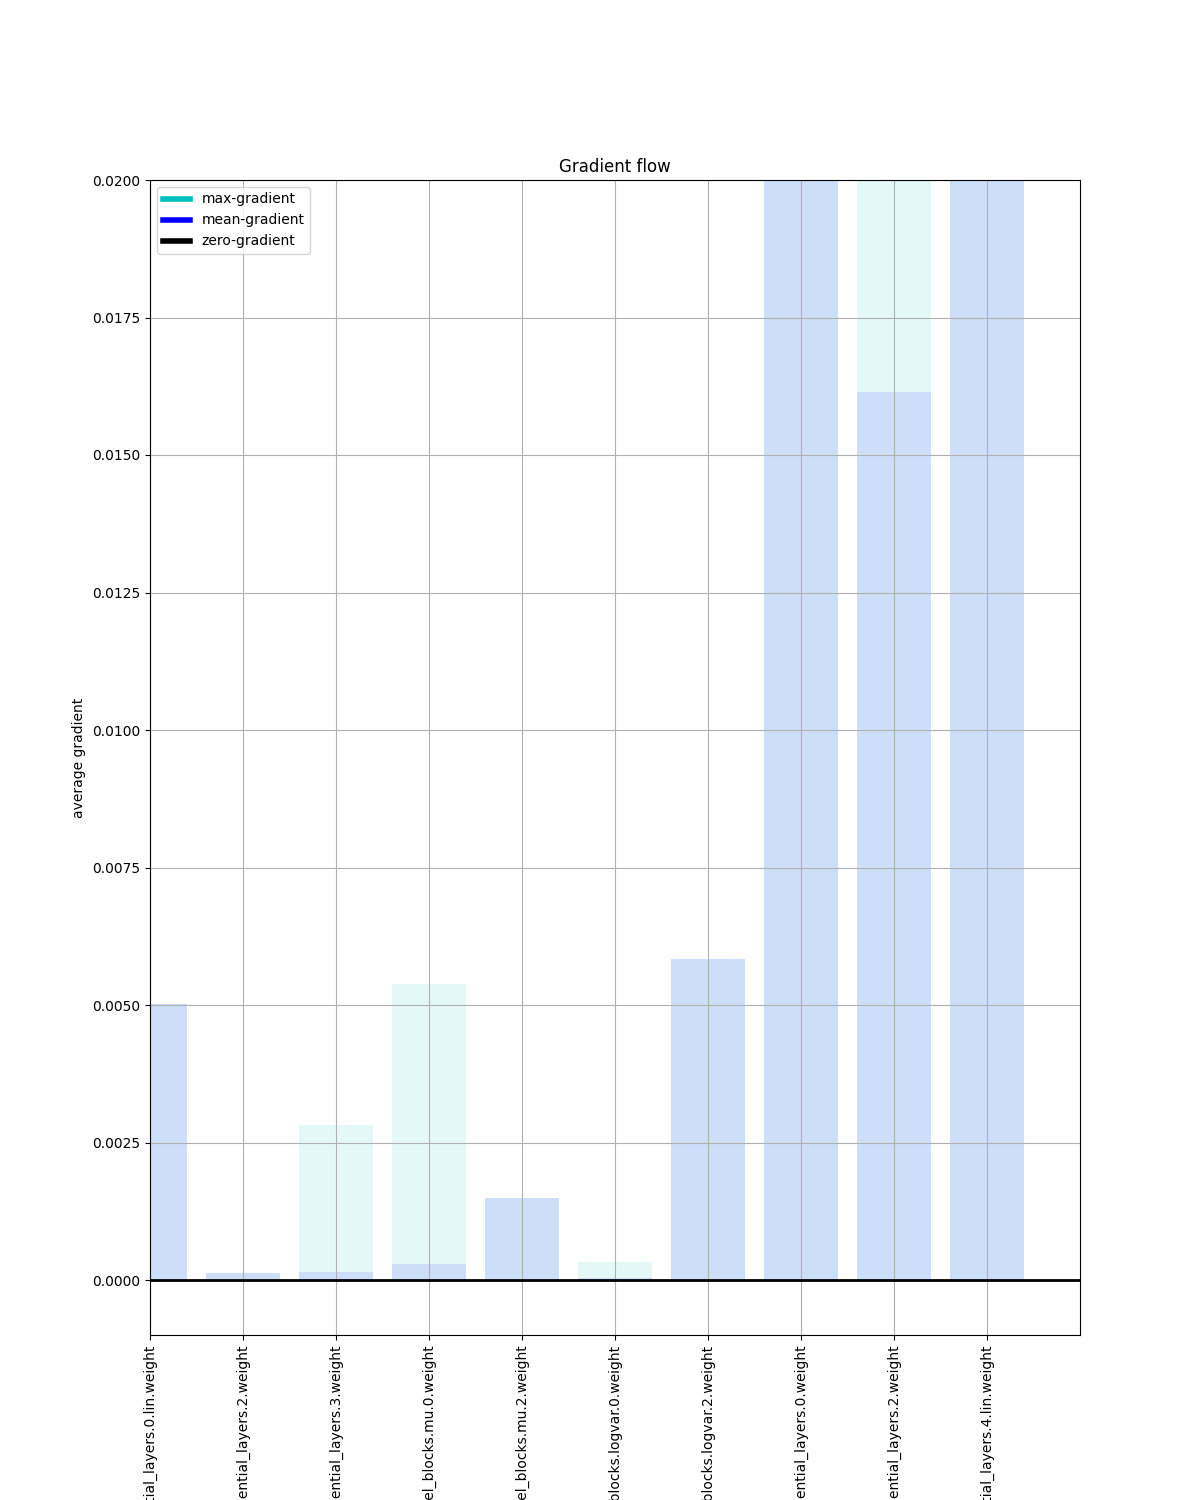 Gradient flow
max-gradient
mean-gradient
zero-gradient
0.0200
0.0175
0.0150
0.0125
0.0100
0.0075
0.0050
0.0025
0.0000
average gradient
tial_layers.0.lin.weight
ential_layers.2.weight
ential_layers.3.weight
el_blocks.mu.0.weight
el_blocks.mu.2.weight
blocks.logvar.0.weight
blocks.logvar.2.weight
ential_layers.0.weight
ential_layers.2.weight
tial_layers.4.lin.weight